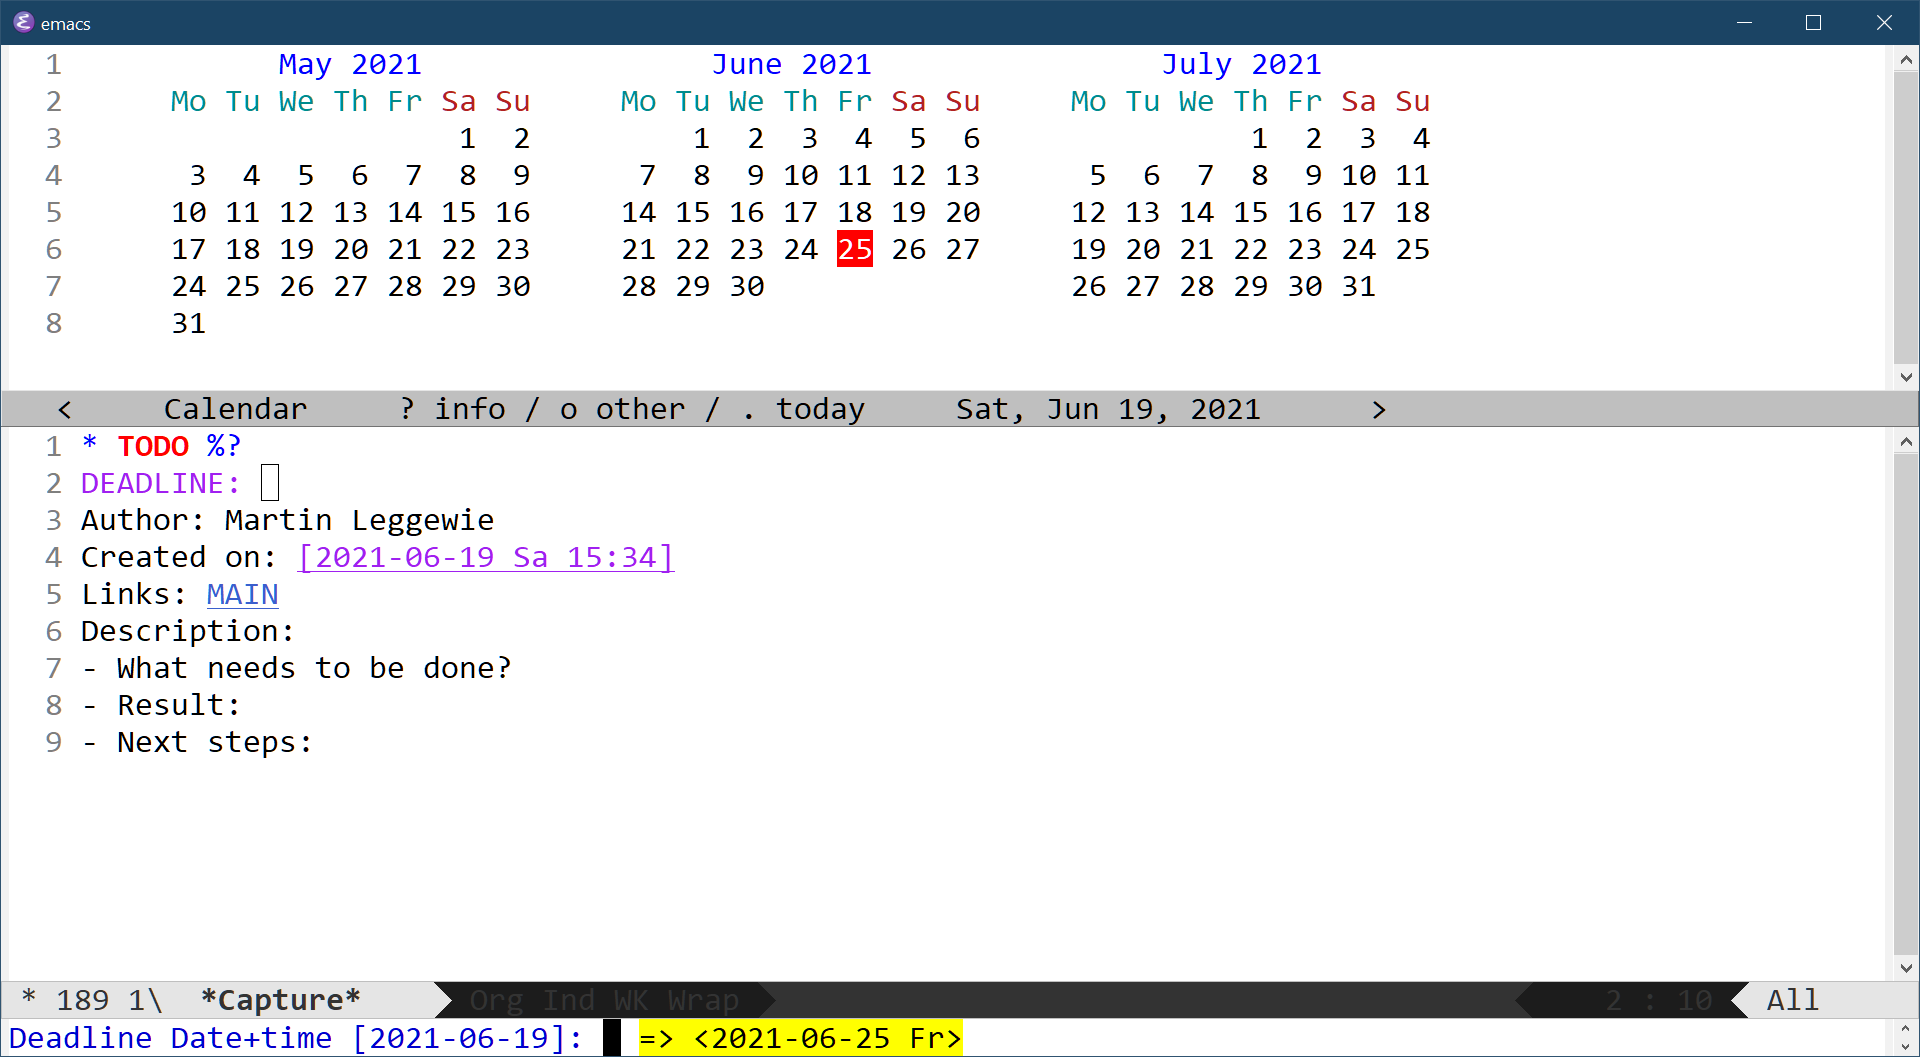 emacs
1 May 2021 June 2021 July 2021
2 Mo Tu We Th Fr Sa Su Mo Tu We Th Fr Sa Su Mo Tu We Th Fr Sa Su
3 1 2 1 2 3 4 5 6 1 2 3 4
4 3 4 5 6 7 8 9 7 8 9 10 11 12 13 5 6 7 8 9 10 11
5 10 11 12 13 14 15 16 14 15 16 17 18 19 20 12 13 14 15 16 17 18
6 17 18 19 20 21 22 23 21 22 23 24 25 26 27 19 20 21 22 23 24 25
7 24 25 26 27 28 29 30 28 29 30 26 27 28 29 30 31
8 31
< Calendar ? info / o other / . today Sat, Jun 19, 2021 >
1 * TODO %?
2 DEADLINE:
3 Author: Martin Leggewie
4 Created on: [2021-06-19 Sa 15:34]
5 Links: MAIN
6 Description:
7 - What needs to be done?
8 - Result:
9 - Next steps:
* 189 1\ *Capture* Org Ind WK Wrap 2 : 10 All
Deadline Date+time [2021-06-19]: => <2021-06-25 Fr>